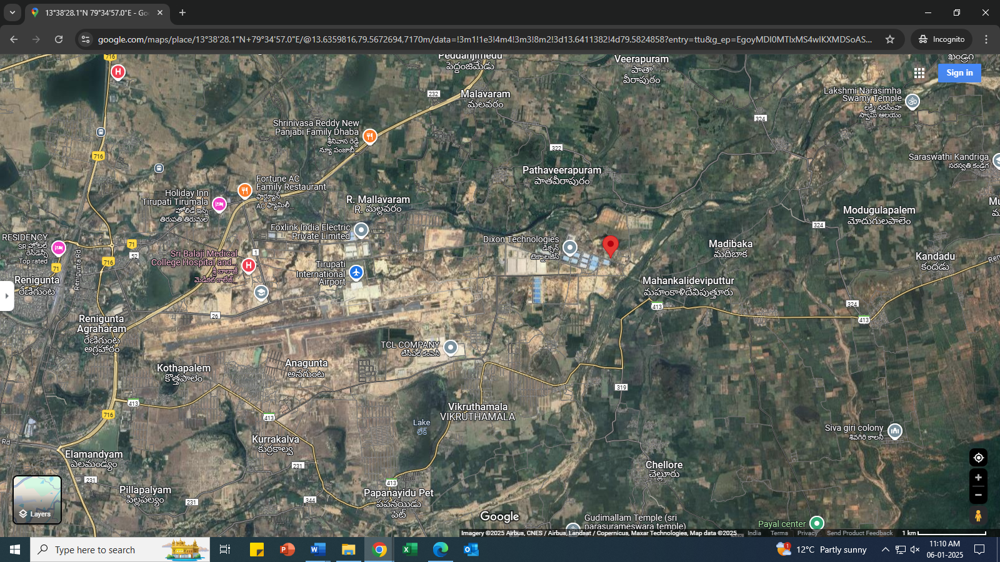 13°38'28.1"N 79°34'57.0"E - Go
google.com/maps/place/13°38'28.1"N+79°34'57.0"E/@13.6359816,79.5672694,7170m/data=!3m1!1e3!4m4!3m3!8m2!3d13.6411382!4d79.5824858?entry=ttu&g_ep=EgoyMDI0MTIxMS4wIKXMDSoAS...
Incognito
Sign in
716
Peddanjimedu
పెద్దంజిమేడు
Veerapuram
పాతా
వీరాపురం
ఖండ్రిగ
232
Malavaram
మలవరం
Lakshmi Narasimha
Swamy Temple
లక్ష్మీ నరసింహ
స్వామి ఆలయం
324
Shrinivasa Reddy New
Panjabi Family Dhaba
శ్రీనివాస రెడ్డి
న్యూ పంజాబీ...
716
322
Saraswathi Kandriga
సరస్వతి కండ్రిగ
Pathaveerapuram
పాతవీరాపురం
Fortune AC
Family Restaurant
ఫార్చ్యూన్
AC ఫ్యామిలీ...
Holiday Inn
Tirupati Tirumala
హాలిడే ఇన్న్
తిరుపతి తిరుమల
R. Mallavaram
R. మల్లవరం
Modugulapalem
మోదుగులపాలెం
324
Foxlink India Electric
Private Limited
RESIDENCY
SR హోటల్
రెసిడెన్సీ
Top rated
71
52
1
716
Dixon Technologies
డిక్సన్
టెక్నాలజీస్
Madibaka
మదిబాక
Kandadu
కందడు
Sri Balaji Medical
College Hospital and...
శ్రీ బాలాజీ
మెడికల్ కాలేజ్...
Tirupati
International
Airport
71
Renigunta Rd
Renigunta
రేణిగుంట
Mahankalideviputtur
మహంకాళిదేవిపుత్తూరు
413
324
413
26
Renigunta
Agraharam
రేణిగుంట
అగ్రహారం
TCL COMPANY
టీసీఎల్ కంపెనీ
Kothapalem
కొత్తపాలెం
Anagunta
అనగుంట
319
413
716
413
Vikruthamala
VIKRUTHAMALA
Lake
లేక్
Siva giri colony
శివగిరి కాలనీ
Rd
Kurrakalva
కుర్రకాల్వ
Elamandyam
ఎలమండ్యం
231
231
Chellore
చెల్లూరు
413
Pillapalyam
పిల్లపల్యం
231
344
Papanayidu Pet
పపనయిడు
పెట్
Layers
Google
Gudimallam Temple (sri
parasurameswara temple)
Payal center
Imagery ©2025 Airbus, CNES / Airbus, Landsat / Copernicus, Maxar Technologies, Map data ©2025
India
Terms
Privacy
Send Product Feedback
1 km
Type here to search
1
12°C Partly sunny
11:10 AM
06-01-2025